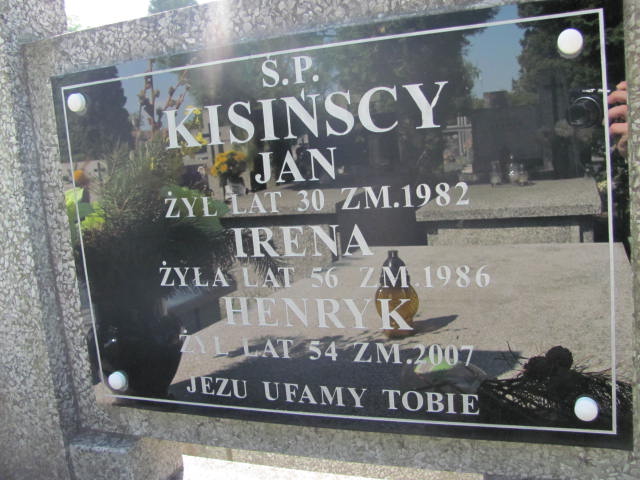 Ś.P.
KISIŃSCY
JAN
ŻYŁ LAT 30 ZM.1982
IRENA
ŻYŁA LAT 56 ZM.1986
HENRYK
ŻYŁ LAT 54 ZM.2007
JEZU UFAMY TOBIE